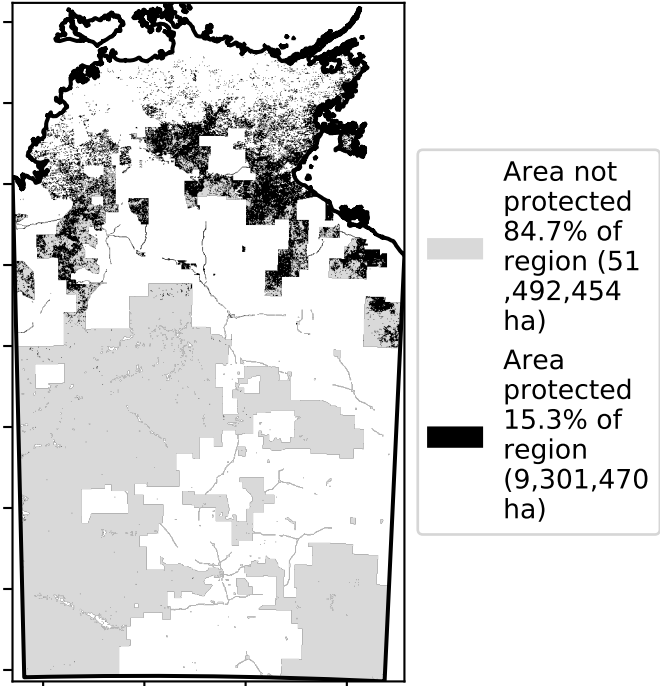 Area not
protected
84.7% of
region (51
,492,454
ha)
Area
protected
15.3% of
region
(9,301,470
ha)